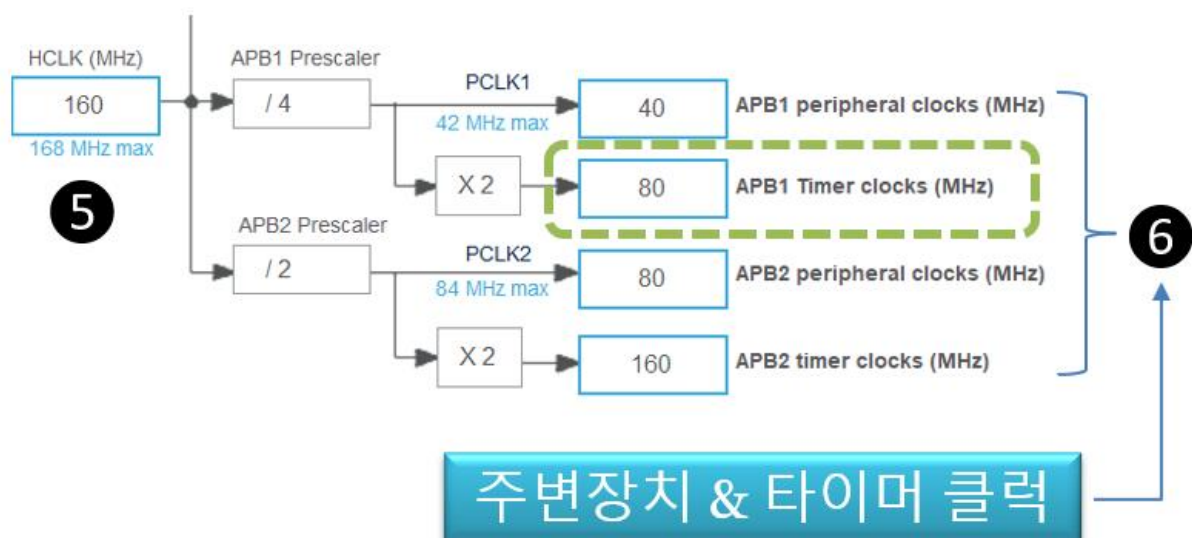 HCLK (MHz)
160
168 MHz max
5
APB1 Prescaler
/ 4
PCLK1
42 MHz max
40
APB1 peripheral clocks (MHz)
X 2
80
APB1 Timer clocks (MHz)
APB2 Prescaler
/ 2
PCLK2
84 MHz max
80
APB2 peripheral clocks (MHz)
X 2
160
APB2 timer clocks (MHz)
6
주변장치 & 타이머 클럭